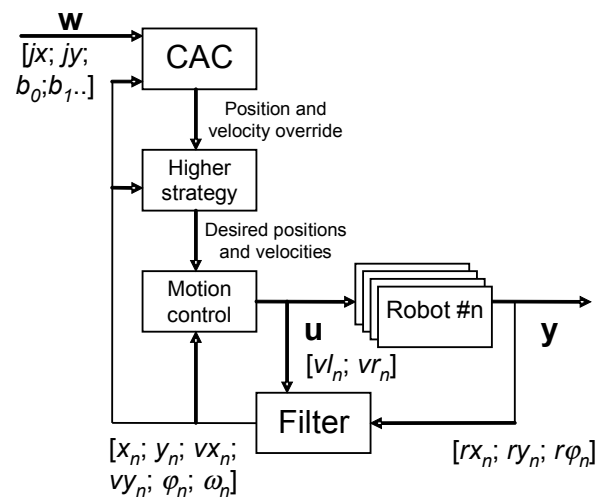 w
[jx; jy;
b₀;b₁..]
CAC
Position and
velocity override
Higher
strategy
Desired positions
and velocities
Motion
control
Robot #n
u
y
[vlₙ; vrₙ]
Filter
[xₙ; yₙ; vxₙ;
vyₙ; φₙ; ωₙ]
[rxₙ; ryₙ; rφₙ]